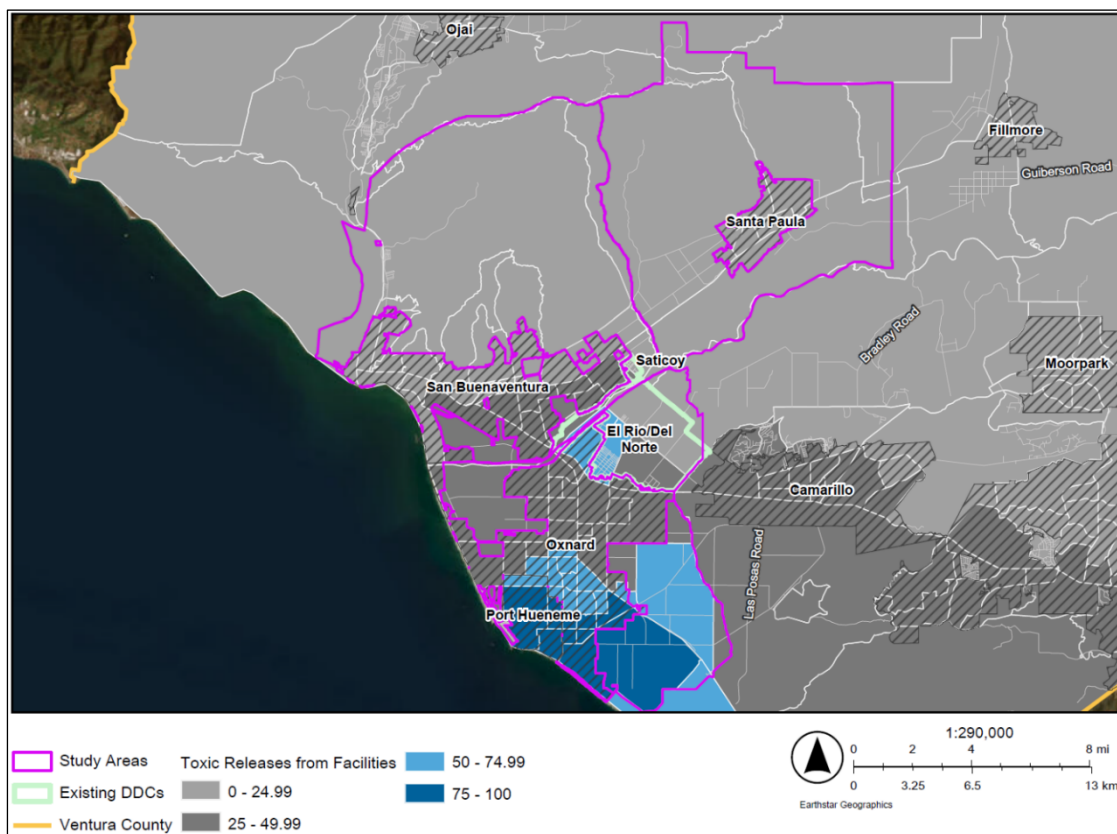 Ojai
Fillmore
Guiberson Road
Santa Paula
Bradley Road
Moorpark
Saticoy
San Buenaventura
El Rio/Del
Norte
Camarillo
Oxnard
Las Posas Road
Port Hueneme
Study Areas
Existing DDCs
Ventura County
Toxic Releases from Facilities
0 - 24.99
25 - 49.99
50 - 74.99
75 - 100
1:290,000
0 2 4 8 mi
0 3.25 6.5 13 km
Earthstar Geographics